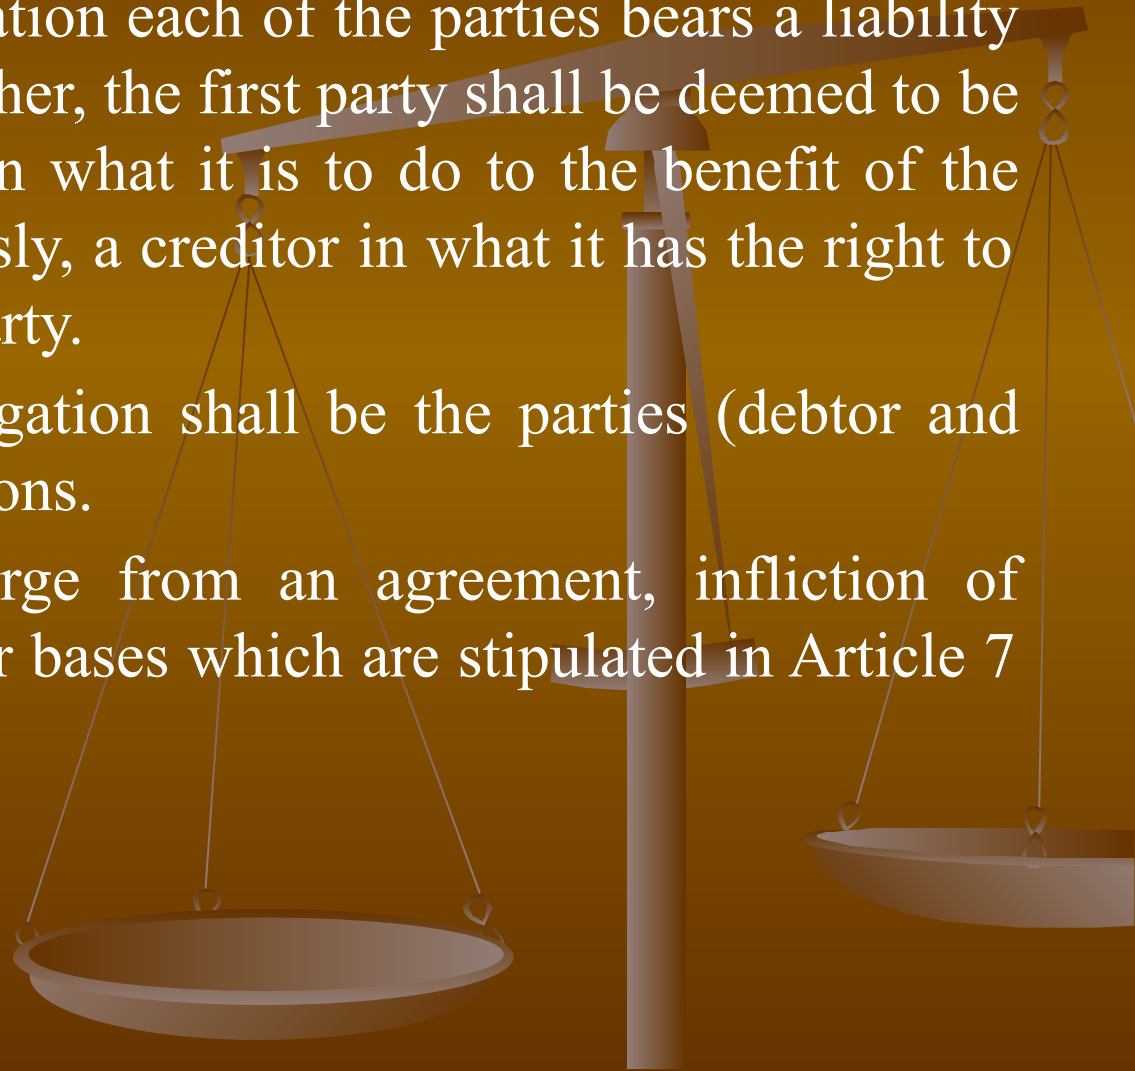 ation each of the parties bears a liability
her, the first party shall be deemed to be
n what it is to do to the benefit of the
sly, a creditor in what it has the right to
rty.
gation shall be the parties (debtor and
ons.
rge from an agreement, infliction of
r bases which are stipulated in Article 7